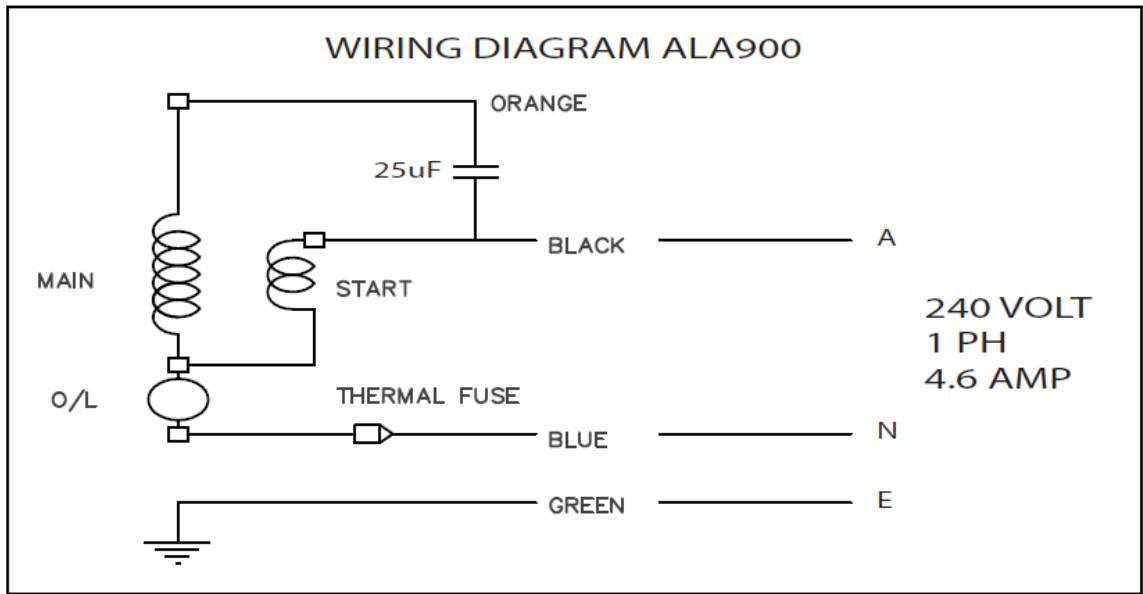 WIRING DIAGRAM ALA900
ORANGE
25uF
BLACK
A
MAIN
START
240 VOLT
1 PH
4.6 AMP
O/L
THERMAL FUSE
BLUE
N
GREEN
E